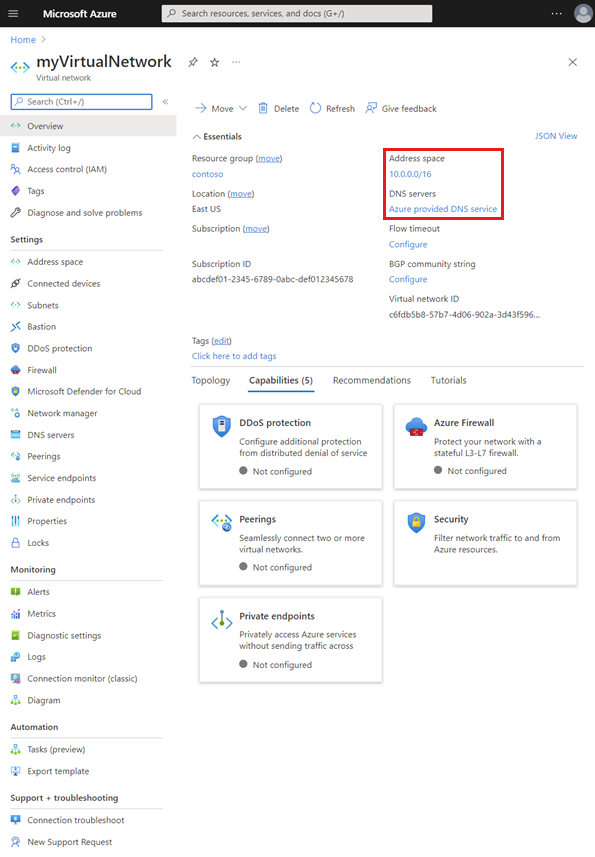 Microsoft Azure
Search resources, services, and docs (G+/)
Home
myVirtualNetwork
Virtual network
Search (Ctrl+/)
Overview
Activity log
Access control (IAM)
Tags
Diagnose and solve problems
Settings
Address space
Connected devices
Subnets
Bastion
DDoS protection
Firewall
Microsoft Defender for Cloud
Network manager
DNS servers
Peerings
Service endpoints
Private endpoints
Properties
Locks
Monitoring
Alerts
Metrics
Diagnostic settings
Logs
Connection monitor (classic)
Diagram
Automation
Tasks (preview)
Export template
Support + troubleshooting
Connection troubleshoot
New Support Request
Move
Delete
Refresh
Give feedback
Essentials
JSON View
Resource group (move)
contoso
Location (move)
East US
Subscription (move)
Subscription ID
abcdef01-2345-6789-0abc-def012345678
Address space
10.0.0.0/16
DNS servers
Azure provided DNS service
Flow timeout
Configure
BGP community string
Configure
Virtual network ID
c6fdb5b8-57b7-4d06-902a-3d43f596...
Tags (edit)
Click here to add tags
Topology
Capabilities (5)
Recommendations
Tutorials
DDoS protection
Configure additional protection
from distributed denial of service
Not configured
Azure Firewall
Protect your network with a
stateful L3-L7 firewall.
Not configured
Peerings
Seamlessly connect two or more
virtual networks.
Not configured
Security
Filter network traffic to and from
Azure resources.
Private endpoints
Privately access Azure services
without sending traffic across
Not configured